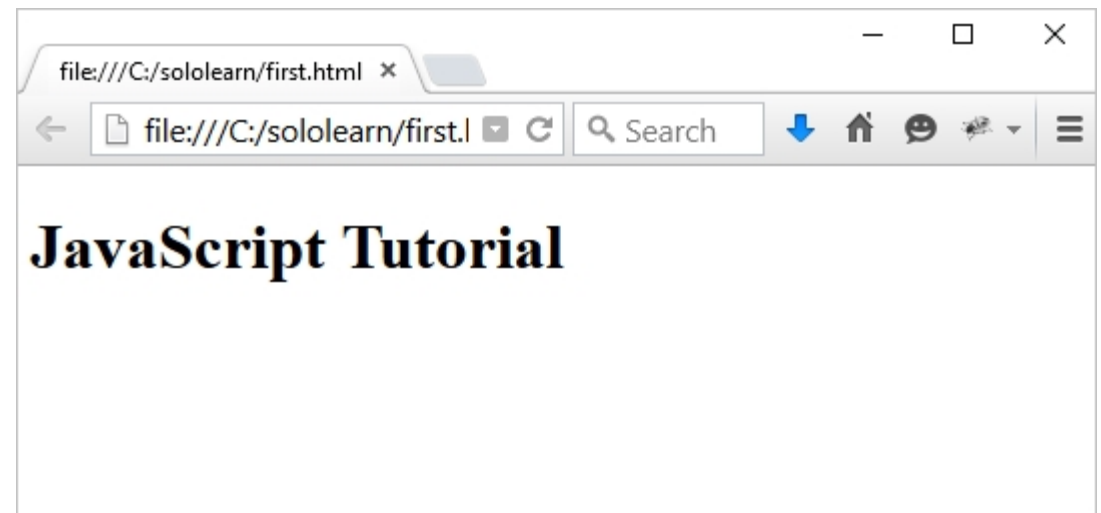 file:///C:/sololearn/first.html
file:///C:/sololearn/first.l
Search
JavaScript Tutorial